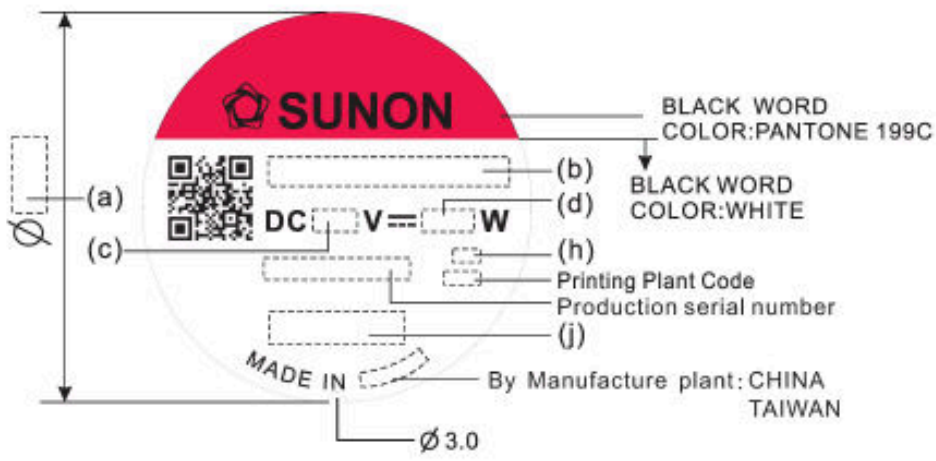 SUNON
BLACK WORD
COLOR:PANTONE 199C
BLACK WORD
COLOR:WHITE
(a)
(b)
DC V⎓ W
(d)
(c)
(h)
Printing Plant Code
Production serial number
(j)
MADE IN
By Manufacture plant: CHINA
TAIWAN
Ø
Ø 3.0